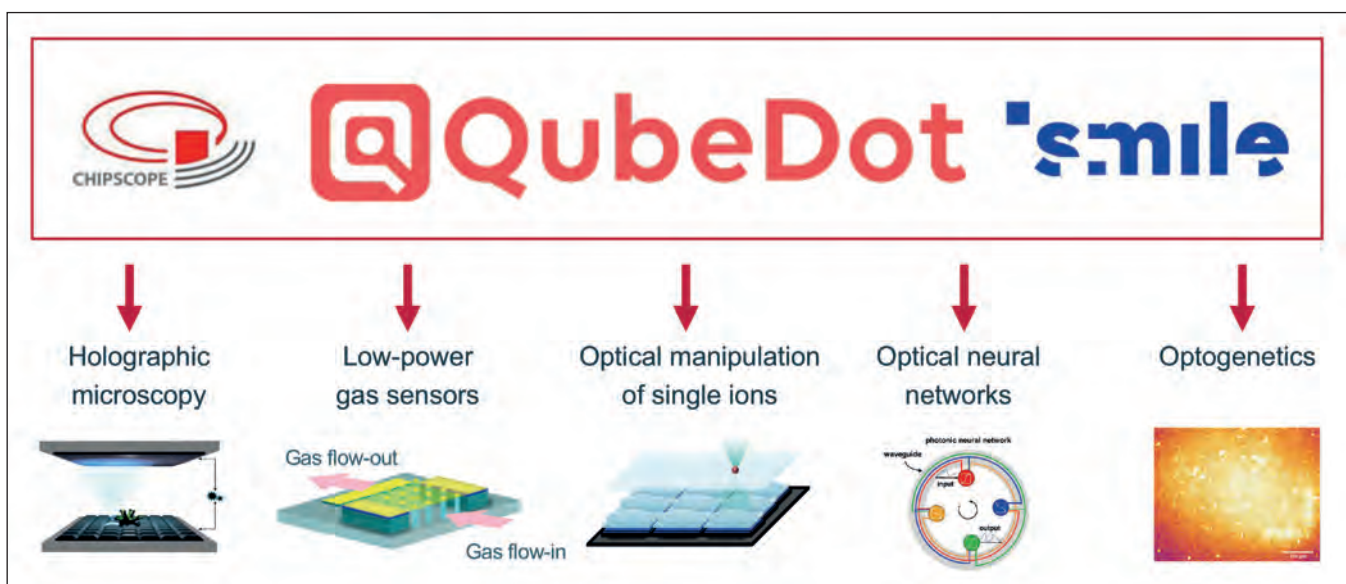 CHIPSCOPE
QubeDot
smile
Holographic
microscopy
Low-power
gas sensors
Optical manipulation
of single ions
Optical neural
networks
Optogenetics
Gas flow-out
Gas flow-in
photonic neural network
waveguide
input
output